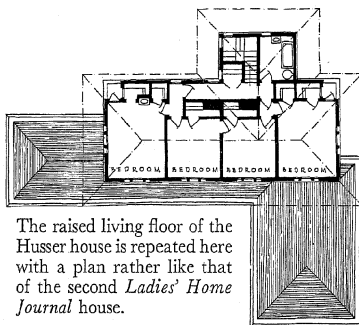 BEDROOM BEDROOM BEDROOM BEDROOM
The raised living floor of the
Husser house is repeated here
with a plan rather like that
of the second Ladies' Home
Journal house.